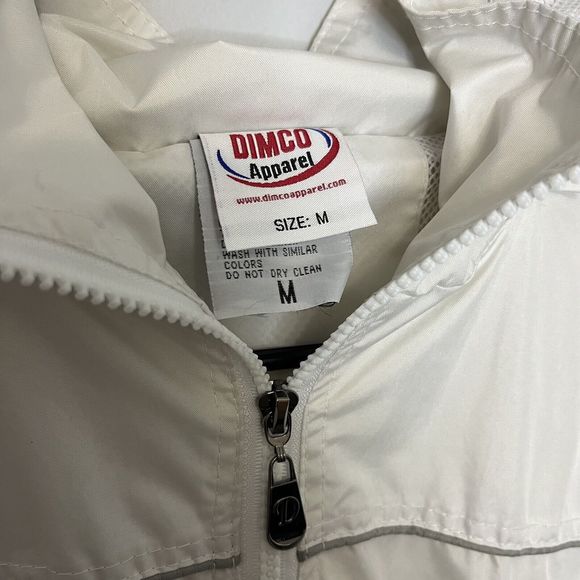 DIMCO
Apparel
www.dimcoapparel.com
SIZE: M
WASH WITH SIMILAR
COLORS
DO NOT DRY CLEAN
M
D